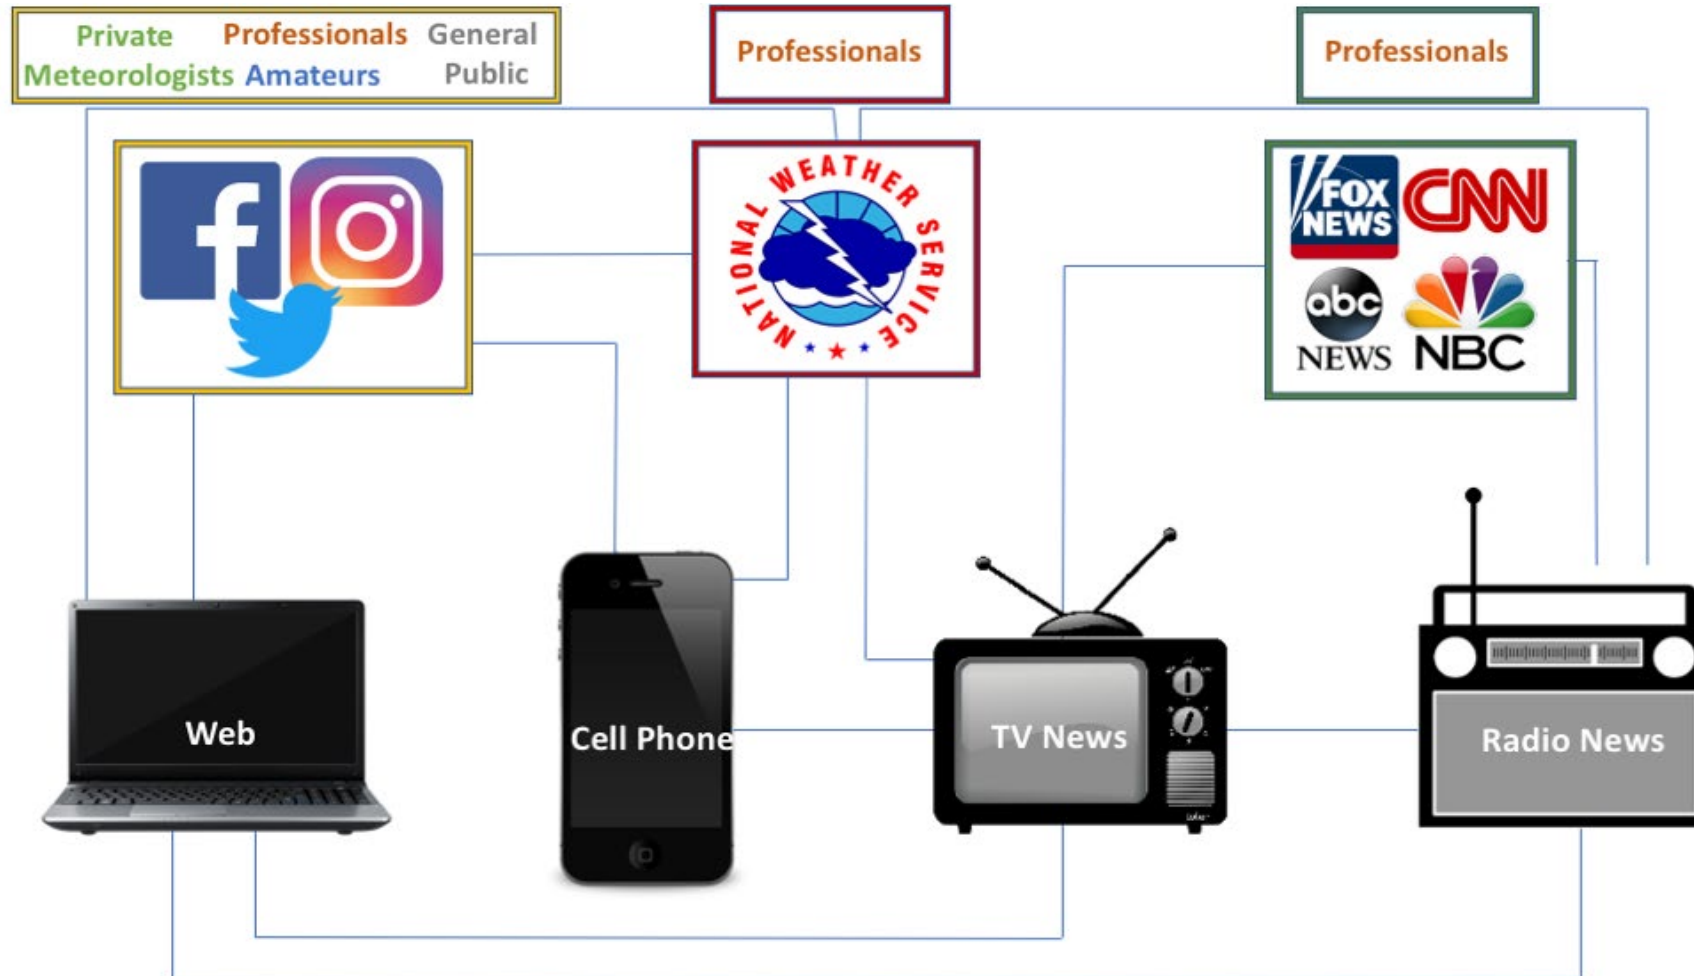 Private Professionals General
Meteorologists Amateurs Public
Professionals
Professionals
NATIONAL WEATHER SERVICE
FOX
NEWS
CNN
abc
NEWS
NBC
Web
Cell Phone
TV News
Radio News